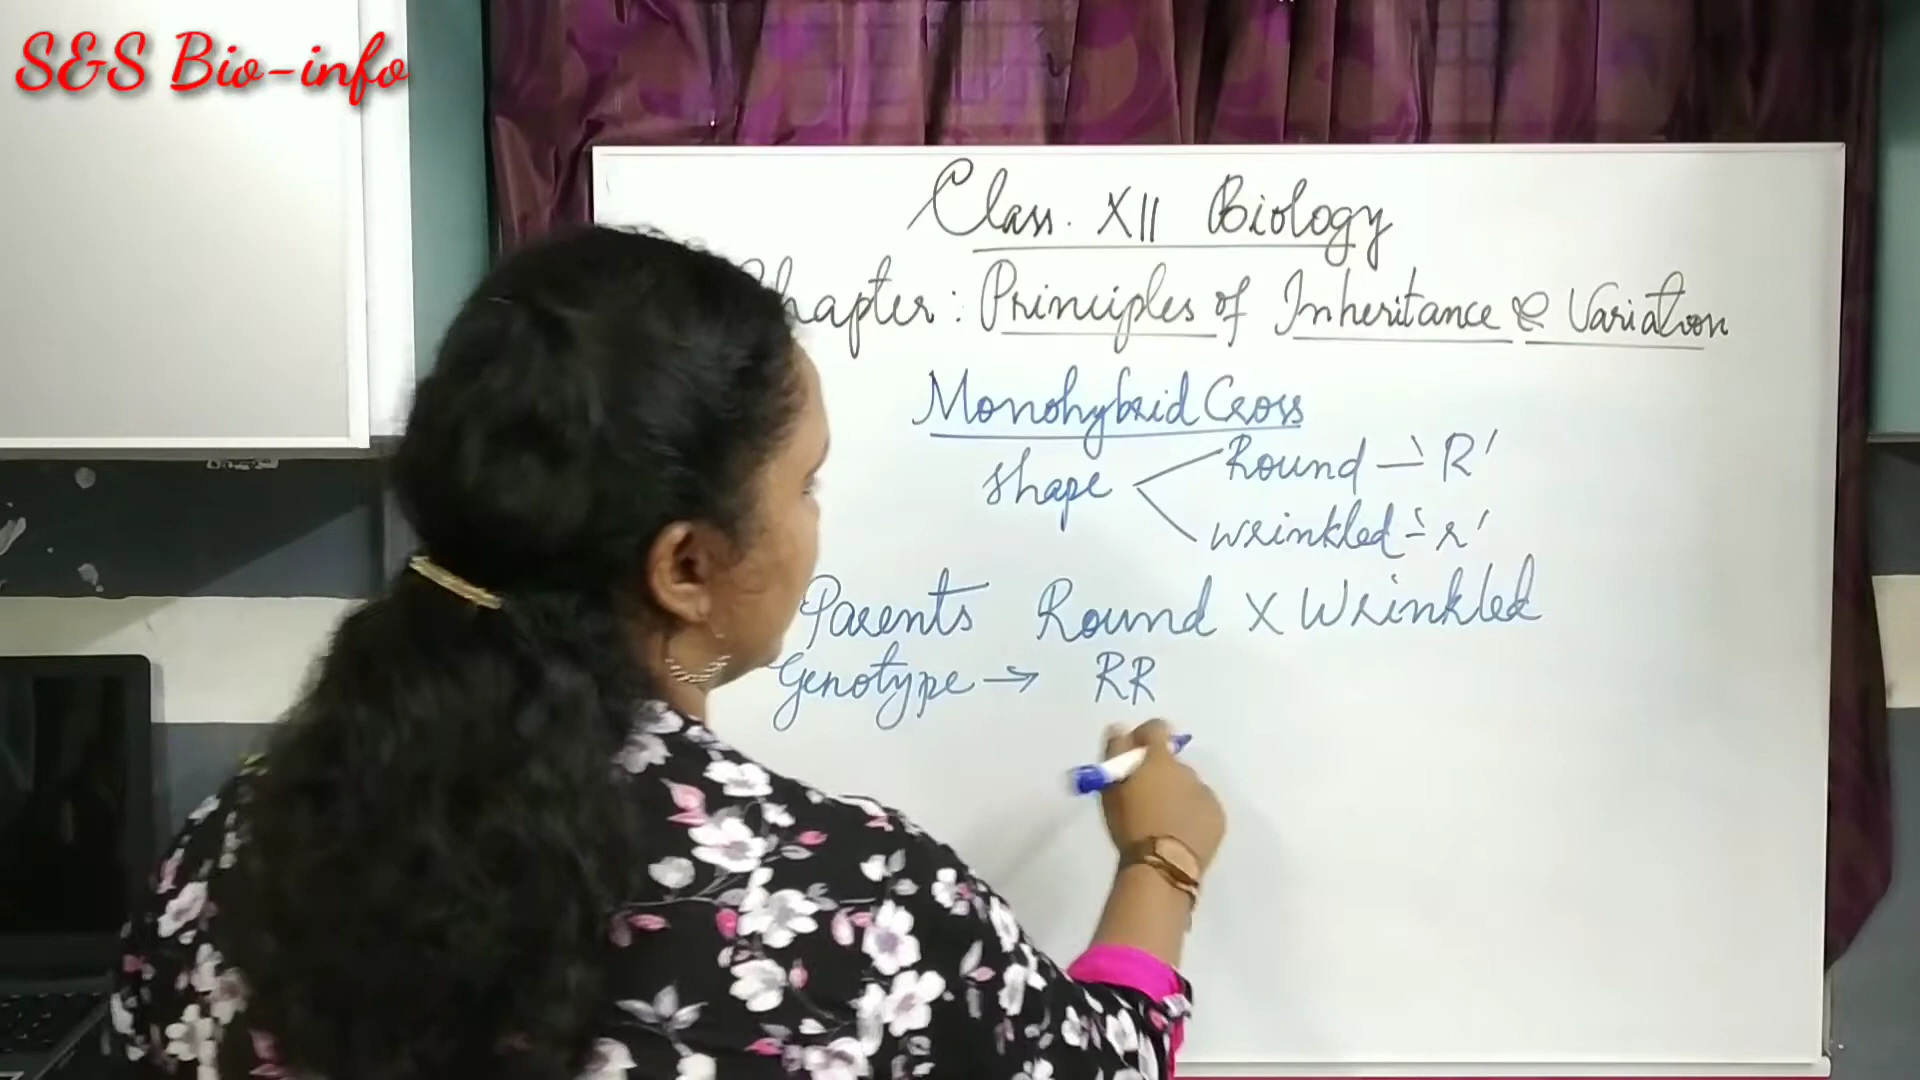 S&S Bio-info
Class. XII Biology
Chapter : Principles of Inheritance & Variation
Monohybrid Cross
Shape
Round – 'R'
wrinkled – 'r'
Parents Round X Wrinkled
Genotype → RR